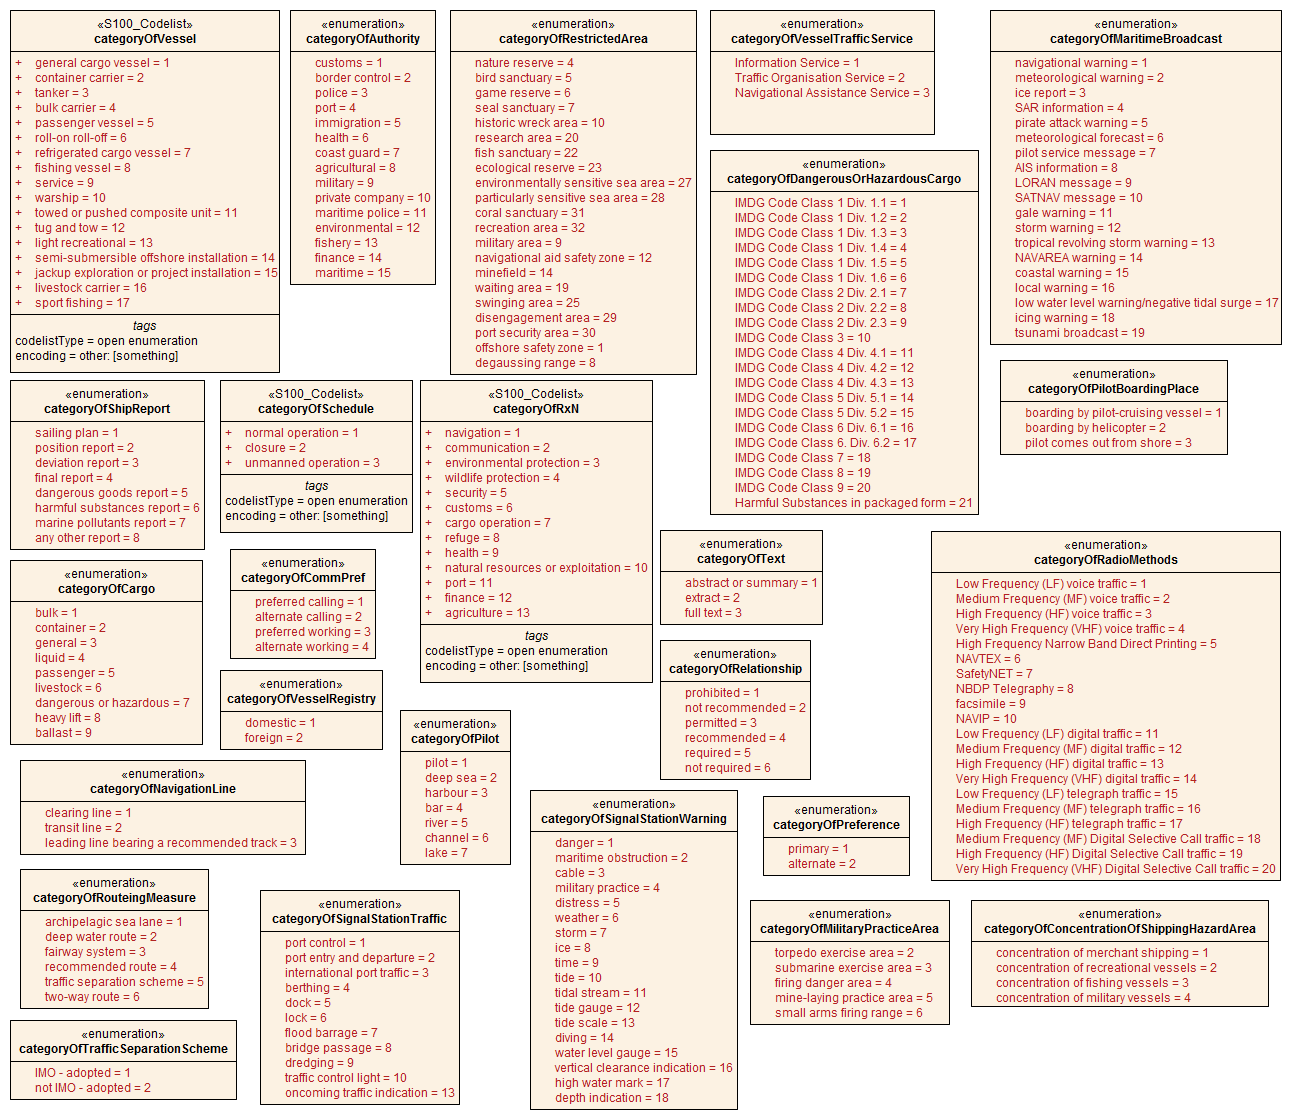 «S100_Codelist»
categoryOfVessel
+ general cargo vessel = 1
+ container carrier = 2
+ tanker = 3
+ bulk carrier = 4
+ passenger vessel = 5
+ roll-on roll-off = 6
+ refrigerated cargo vessel = 7
+ fishing vessel = 8
+ service = 9
+ warship = 10
+ towed or pushed composite unit = 11
+ tug and tow = 12
+ light recreational = 13
+ semi-submersible offshore installation = 14
+ jackup exploration or project installation = 15
+ livestock carrier = 16
+ sport fishing = 17
tags
codelistType = open enumeration
encoding = other: [something]
«enumeration»
categoryOfAuthority
customs = 1
border control = 2
police = 3
port = 4
immigration = 5
health = 6
coast guard = 7
agricultural = 8
military = 9
private company = 10
maritime police = 11
environmental = 12
fishery = 13
finance = 14
maritime = 15
«enumeration»
categoryOfRestrictedArea
nature reserve = 4
bird sanctuary = 5
game reserve = 6
seal sanctuary = 7
historic wreck area = 10
research area = 20
fish sanctuary = 22
ecological reserve = 23
environmentally sensitive sea area = 27
particularly sensitive sea area = 28
coral sanctuary = 31
recreation area = 32
military area = 9
navigational aid safety zone = 12
minefield = 14
waiting area = 19
swinging area = 25
disengagement area = 29
port security area = 30
offshore safety zone = 1
degaussing range = 8
«enumeration»
categoryOfVesselTrafficService
Information Service = 1
Traffic Organisation Service = 2
Navigational Assistance Service = 3
«enumeration»
categoryOfDangerousOrHazardousCargo
IMDG Code Class 1 Div. 1.1 = 1
IMDG Code Class 1 Div. 1.2 = 2
IMDG Code Class 1 Div. 1.3 = 3
IMDG Code Class 1 Div. 1.4 = 4
IMDG Code Class 1 Div. 1.5 = 5
IMDG Code Class 1 Div. 1.6 = 6
IMDG Code Class 2 Div. 2.1 = 7
IMDG Code Class 2 Div. 2.2 = 8
IMDG Code Class 2 Div. 2.3 = 9
IMDG Code Class 3 = 10
IMDG Code Class 4 Div. 4.1 = 11
IMDG Code Class 4 Div. 4.2 = 12
IMDG Code Class 4 Div. 4.3 = 13
IMDG Code Class 5 Div. 5.1 = 14
IMDG Code Class 5 Div. 5.2 = 15
IMDG Code Class 6 Div. 6.1 = 16
IMDG Code Class 6. Div. 6.2 = 17
IMDG Code Class 7 = 18
IMDG Code Class 8 = 19
IMDG Code Class 9 = 20
Harmful Substances in packaged form = 21
«enumeration»
categoryOfMaritimeBroadcast
navigational warning = 1
meteorological warning = 2
ice report = 3
SAR information = 4
pirate attack warning = 5
meteorological forecast = 6
pilot service message = 7
AIS information = 8
LORAN message = 9
SATNAV message = 10
gale warning = 11
storm warning = 12
tropical revolving storm warning = 13
NAVAREA warning = 14
coastal warning = 15
local warning = 16
low water level warning/negative tidal surge = 17
icing warning = 18
tsunami broadcast = 19
«enumeration»
categoryOfPilotBoardingPlace
boarding by pilot-cruising vessel = 1
boarding by helicopter = 2
pilot comes out from shore = 3
«enumeration»
categoryOfShipReport
sailing plan = 1
position report = 2
deviation report = 3
final report = 4
dangerous goods report = 5
harmful substances report = 6
marine pollutants report = 7
any other report = 8
«S100_Codelist»
categoryOfSchedule
+ normal operation = 1
+ closure = 2
+ unmanned operation = 3
tags
codelistType = open enumeration
encoding = other: [something]
«S100_Codelist»
categoryOfRxN
+ navigation = 1
+ communication = 2
+ environmental protection = 3
+ wildlife protection = 4
+ security = 5
+ customs = 6
+ cargo operation = 7
+ refuge = 8
+ health = 9
+ natural resources or exploitation = 10
+ port = 11
+ finance = 12
+ agriculture = 13
tags
codelistType = open enumeration
encoding = other: [something]
«enumeration»
categoryOfText
abstract or summary = 1
extract = 2
full text = 3
«enumeration»
categoryOfRadioMethods
Low Frequency (LF) voice traffic = 1
Medium Frequency (MF) voice traffic = 2
High Frequency (HF) voice traffic = 3
Very High Frequency (VHF) voice traffic = 4
High Frequency Narrow Band Direct Printing = 5
NAVTEX = 6
SafetyNET = 7
NBDP Telegraphy = 8
facsimile = 9
NAVIP = 10
Low Frequency (LF) digital traffic = 11
Medium Frequency (MF) digital traffic = 12
High Frequency (HF) digital traffic = 13
Very High Frequency (VHF) digital traffic = 14
Low Frequency (LF) telegraph traffic = 15
Medium Frequency (MF) telegraph traffic = 16
High Frequency (HF) telegraph traffic = 17
Medium Frequency (MF) Digital Selective Call traffic = 18
High Frequency (HF) Digital Selective Call traffic = 19
Very High Frequency (VHF) Digital Selective Call traffic = 20
«enumeration»
categoryOfCargo
bulk = 1
container = 2
general = 3
liquid = 4
passenger = 5
livestock = 6
dangerous or hazardous = 7
heavy lift = 8
ballast = 9
«enumeration»
categoryOfCommPref
preferred calling = 1
alternate calling = 2
preferred working = 3
alternate working = 4
«enumeration»
categoryOfVesselRegistry
domestic = 1
foreign = 2
«enumeration»
categoryOfRelationship
prohibited = 1
not recommended = 2
permitted = 3
recommended = 4
required = 5
not required = 6
«enumeration»
categoryOfPilot
pilot = 1
deep sea = 2
harbour = 3
bar = 4
river = 5
channel = 6
lake = 7
«enumeration»
categoryOfNavigationLine
clearing line = 1
transit line = 2
leading line bearing a recommended track = 3
«enumeration»
categoryOfSignalStationWarning
danger = 1
maritime obstruction = 2
cable = 3
military practice = 4
distress = 5
weather = 6
storm = 7
ice = 8
time = 9
tide = 10
tidal stream = 11
tide gauge = 12
tide scale = 13
diving = 14
water level gauge = 15
vertical clearance indication = 16
high water mark = 17
depth indication = 18
«enumeration»
categoryOfPreference
primary = 1
alternate = 2
«enumeration»
categoryOfRouteingMeasure
archipelagic sea lane = 1
deep water route = 2
fairway system = 3
recommended route = 4
traffic separation scheme = 5
two-way route = 6
«enumeration»
categoryOfSignalStationTraffic
port control = 1
port entry and departure = 2
international port traffic = 3
berthing = 4
dock = 5
lock = 6
flood barrage = 7
bridge passage = 8
dredging = 9
traffic control light = 10
oncoming traffic indication = 13
«enumeration»
categoryOfMilitaryPracticeArea
torpedo exercise area = 2
submarine exercise area = 3
firing danger area = 4
mine-laying practice area = 5
small arms firing range = 6
«enumeration»
categoryOfConcentrationOfShippingHazardArea
concentration of merchant shipping = 1
concentration of recreational vessels = 2
concentration of fishing vessels = 3
concentration of military vessels = 4
«enumeration»
categoryOfTrafficSeparationScheme
IMO - adopted = 1
not IMO - adopted = 2